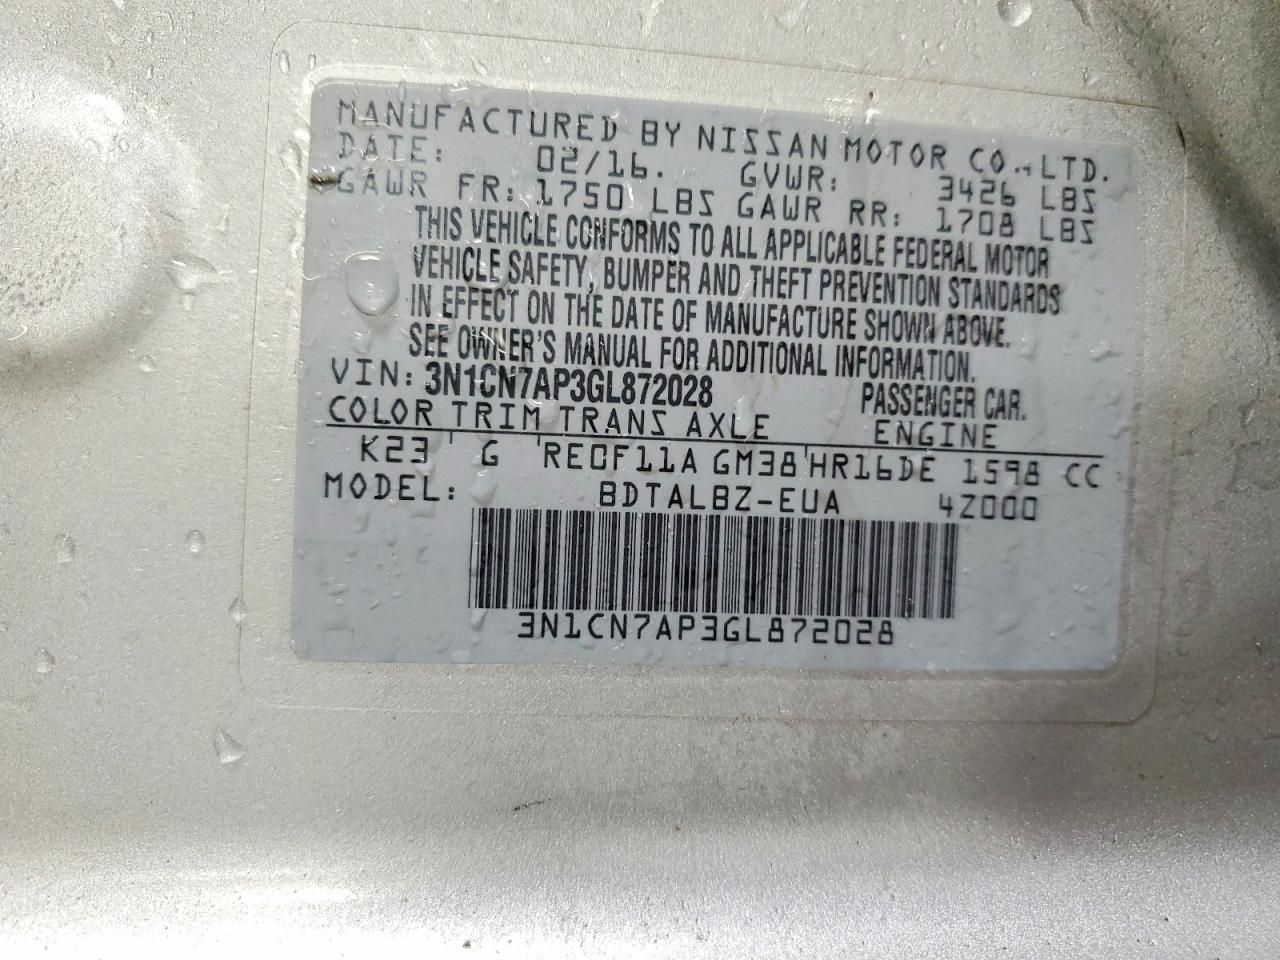 MANUFACTURED BY NISSAN MOTOR CO.,LTD.
DATE: 02/16. GVWR: 3426 LBS
GAWR FR: 1750 LBS GAWR RR: 1708 LBS
THIS VEHICLE CONFORMS TO ALL APPLICABLE FEDERAL MOTOR
VEHICLE SAFETY, BUMPER AND THEFT PREVENTION STANDARDS
IN EFFECT ON THE DATE OF MANUFACTURE SHOWN ABOVE.
SEE OWNER'S MANUAL FOR ADDITIONAL INFORMATION.
VIN: 3N1CN7AP3GL872028 PASSENGER CAR.
COLOR TRIM TRANS AXLE ENGINE
K23 ' G 'RE0F11A GM38'HR16DE 1598 CC
MODEL: BDTALBZ-EUA 4Z000
3N1CN7AP3GL872028